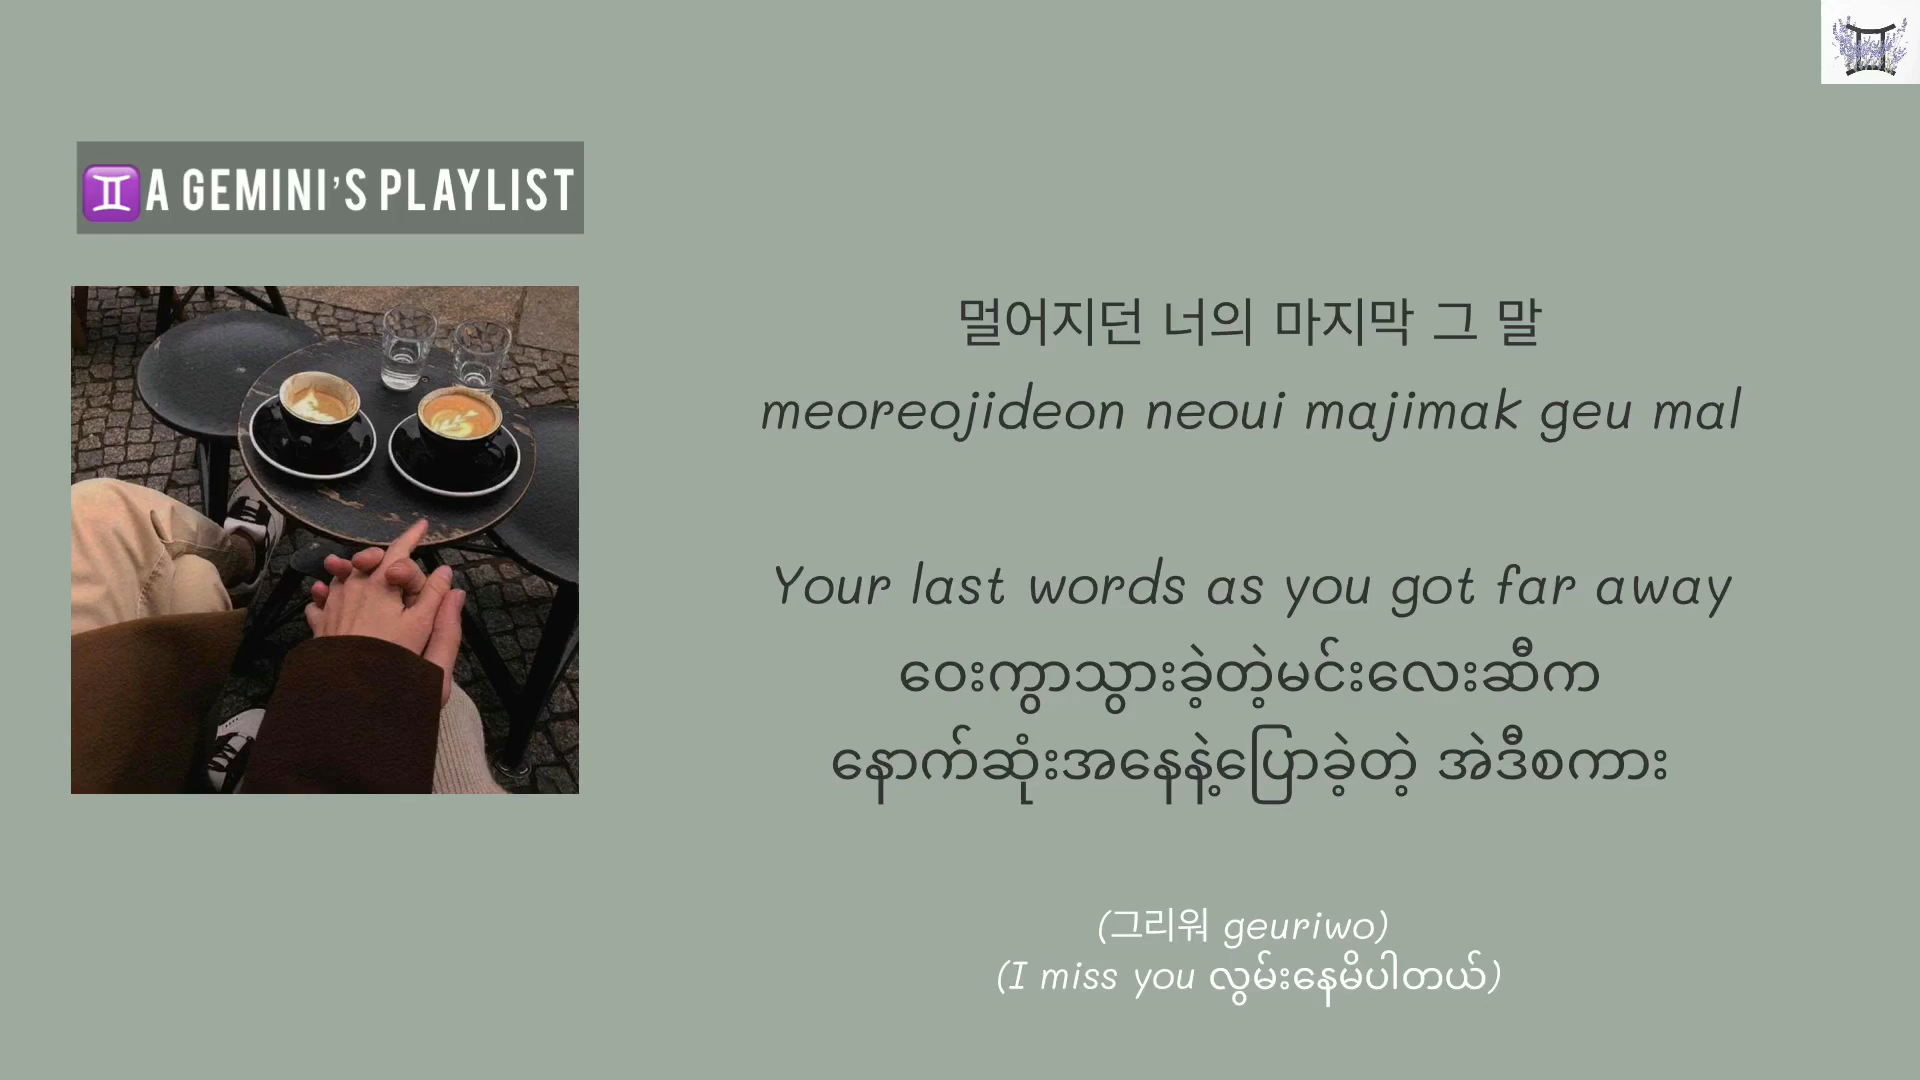 ♊A GEMINI'S PLAYLIST
멀어지던 너의 마지막 그 말
meoreojideon neoui majimak geu mal
Your last words as you got far away
ဝေးကွာသွားခဲ့တဲ့မင်းလေးဆီက
နောက်ဆုံးအနေနဲ့ပြောခဲ့တဲ့ အဲဒီစကား
(그리워 geuriwo)
(I miss you လွမ်းနေမိပါတယ်)